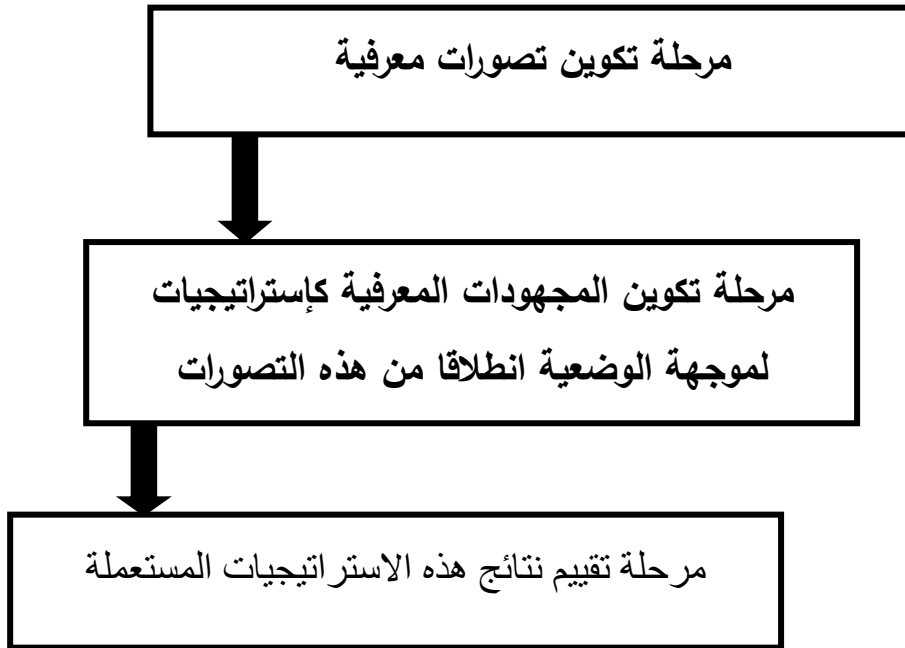 مرحلة تكوين تصورات معرفية
مرحلة تكوين المجهودات المعرفية كإستراتيجيات
لموجهة الوضعية انطلاقا من هذه التصورات
مرحلة تقييم نتائج هذه الاستراتيجيات المستعملة